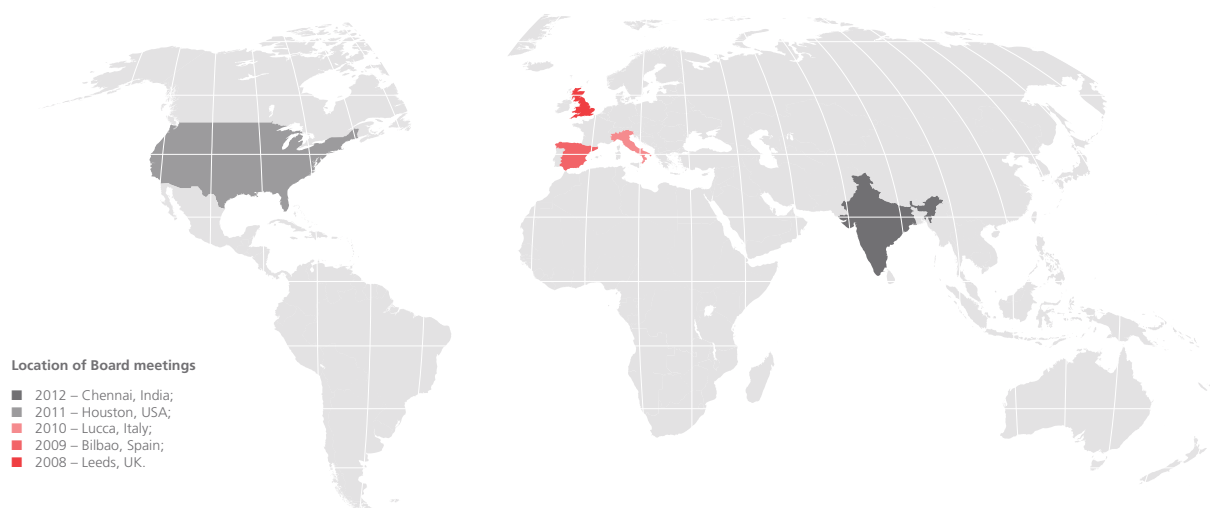 Location of Board meetings
2012 – Chennai, India;
2011 – Houston, USA;
2010 – Lucca, Italy;
2009 – Bilbao, Spain;
2008 – Leeds, UK.